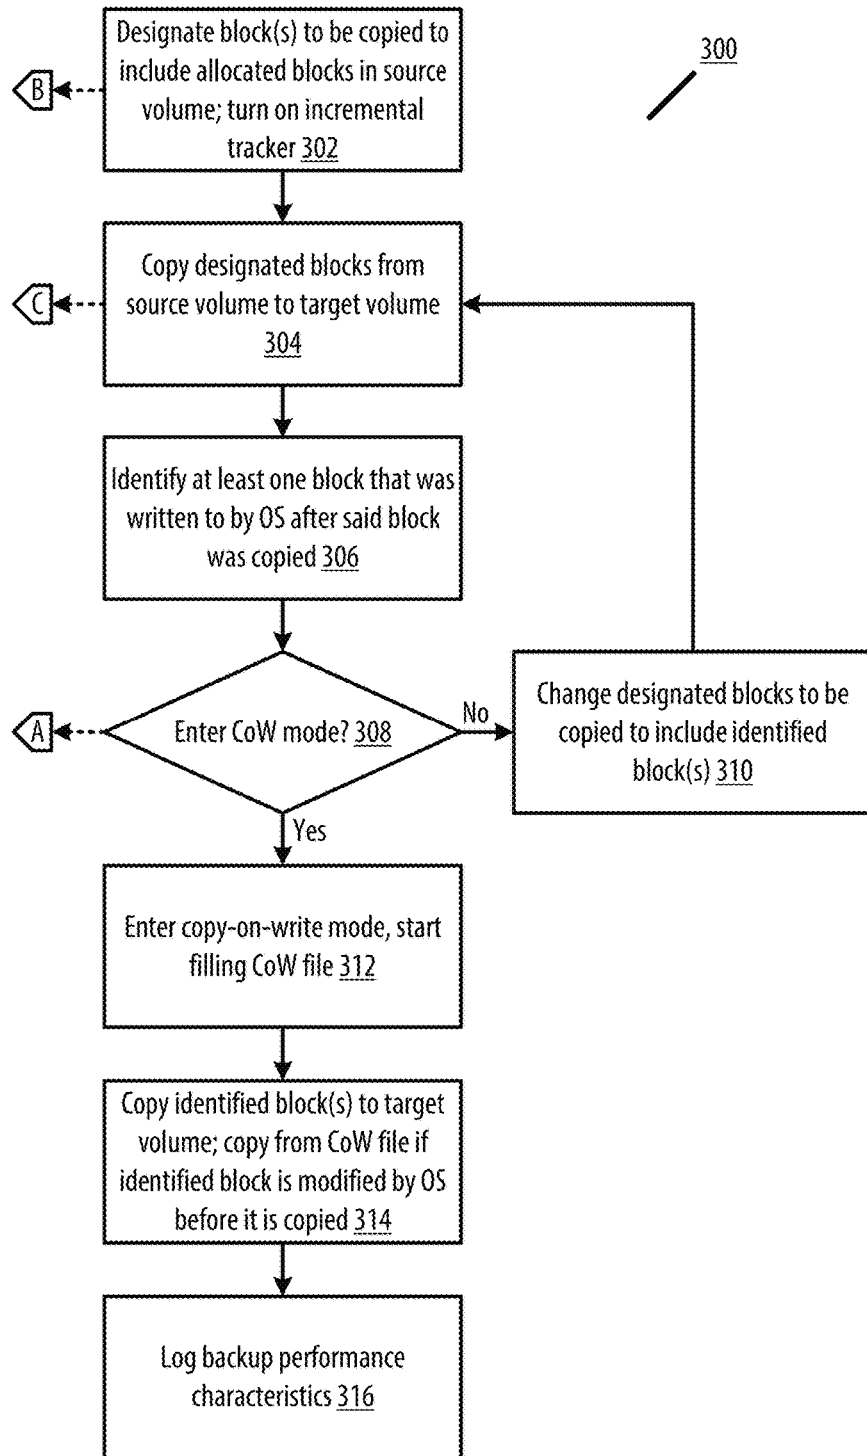 Designate block(s) to be copied to
include allocated blocks in source
volume; turn on incremental
tracker 302
300
B
Copy designated blocks from
source volume to target volume
304
C
Identify at least one block that was
written to by OS after said block
was copied 306
Enter CoW mode? 308
A
No
Change designated blocks to be
copied to include identified
block(s) 310
Yes
Enter copy-on-write mode, start
filling CoW file 312
Copy identified block(s) to target
volume; copy from CoW file if
identified block is modified by OS
before it is copied 314
Log backup performance
characteristics 316